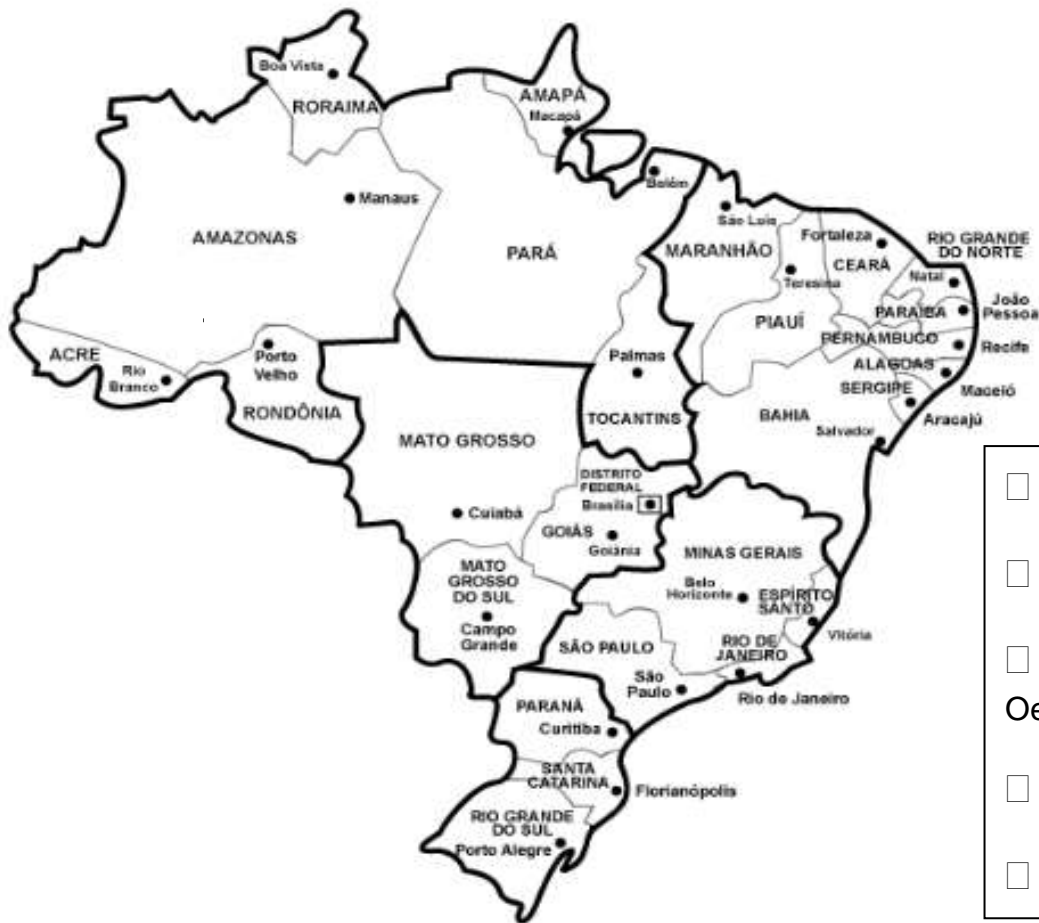 Boa Vista
RORAIMA
AMAPÁ
Macapá
Belém
Manaus
São Luís
AMAZONAS
PARÁ
MARANHÃO
Fortaleza
CEARÁ
RIO GRANDE
DO NORTE
Natal
Teresina
PIAUÍ
PARAÍBA
João
Pessoa
PERNAMBUCO
Recife
ALAGOAS
Maceió
SERGIPE
Aracajú
ACRE
Rio
Branco
Porto
Velho
RONDÔNIA
Palmas
TOCANTINS
BAHIA
Salvador
MATO GROSSO
Cuiabá
DISTRITO
FEDERAL
Brasília
GOIÁS
Goiânia
MINAS GERAIS
Belo
Horizonte
ESPÍRITO
SANTO
Vitória
MATO
GROSSO
DO SUL
Campo
Grande
SÃO PAULO
São
Paulo
RIO DE
JANEIRO
Rio de Janeiro
PARANÁ
Curitiba
SANTA
CATARINA
Florianópolis
RIO GRANDE
DO SUL
Porto Alegre